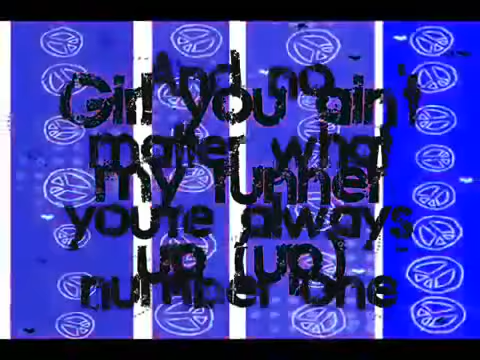 And no
Girl you ain't
matter what
my runner
you're always
up (up)
number one